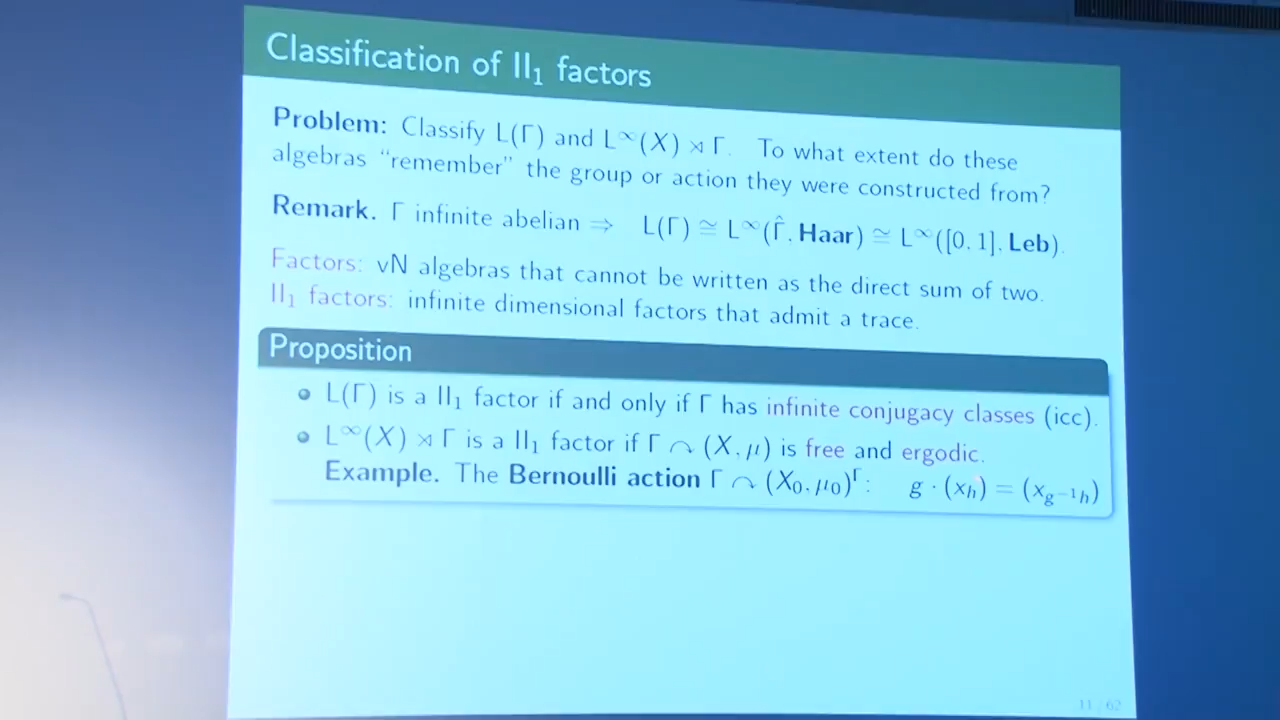 Classification of II₁ factors
Problem: Classify L(Γ) and L^∞(X) ⋊ Γ. To what extent do these
algebras “remember” the group or action they were constructed from?
Remark. Γ infinite abelian ⇒ L(Γ) ≅ L^∞(Γ̂, Haar) ≅ L^∞([0, 1], Leb).
Factors: vN algebras that cannot be written as the direct sum of two.
II₁ factors: infinite dimensional factors that admit a trace.
Proposition
L(Γ) is a II₁ factor if and only if Γ has infinite conjugacy classes (icc).
L^∞(X) ⋊ Γ is a II₁ factor if Γ ↷ (X, μ) is free and ergodic.
Example. The Bernoulli action Γ ↷ (X₀, μ₀)^Γ: g · (x_h) = (x_{g⁻¹h})
11 / 62